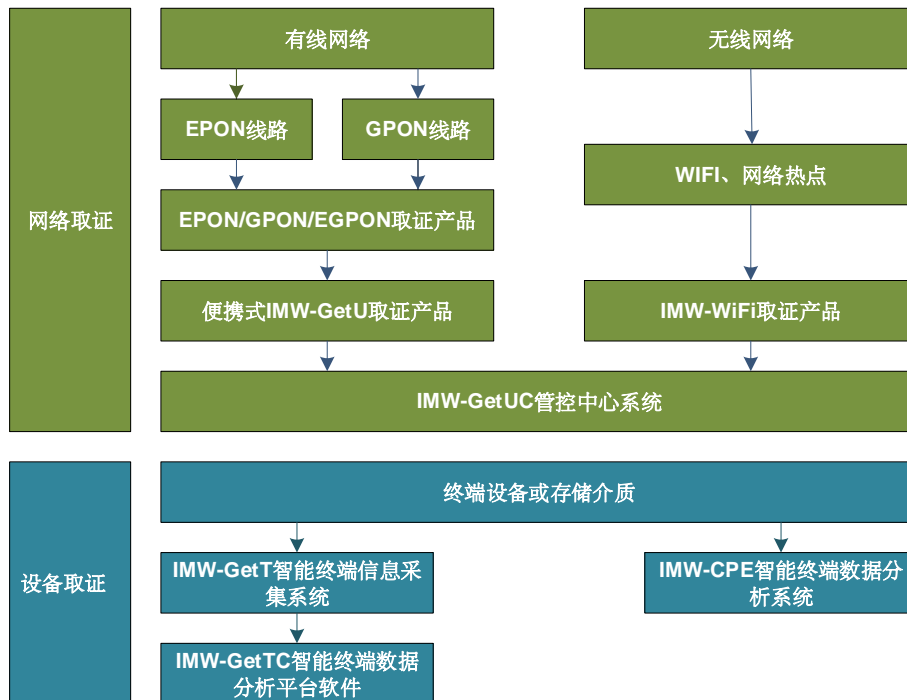 有线网络
无线网络
EPON线路
GPON线路
WIFI、网络热点
网络取证
EPON/GPON/EGPON取证产品
便携式IMW-GetU取证产品
IMW-WiFi取证产品
IMW-GetUC管控中心系统
终端设备或存储介质
设备取证
IMW-GetT智能终端信息采
集系统
IMW-CPE智能终端数据分
析系统
IMW-GetTC智能终端数据
分析平台软件